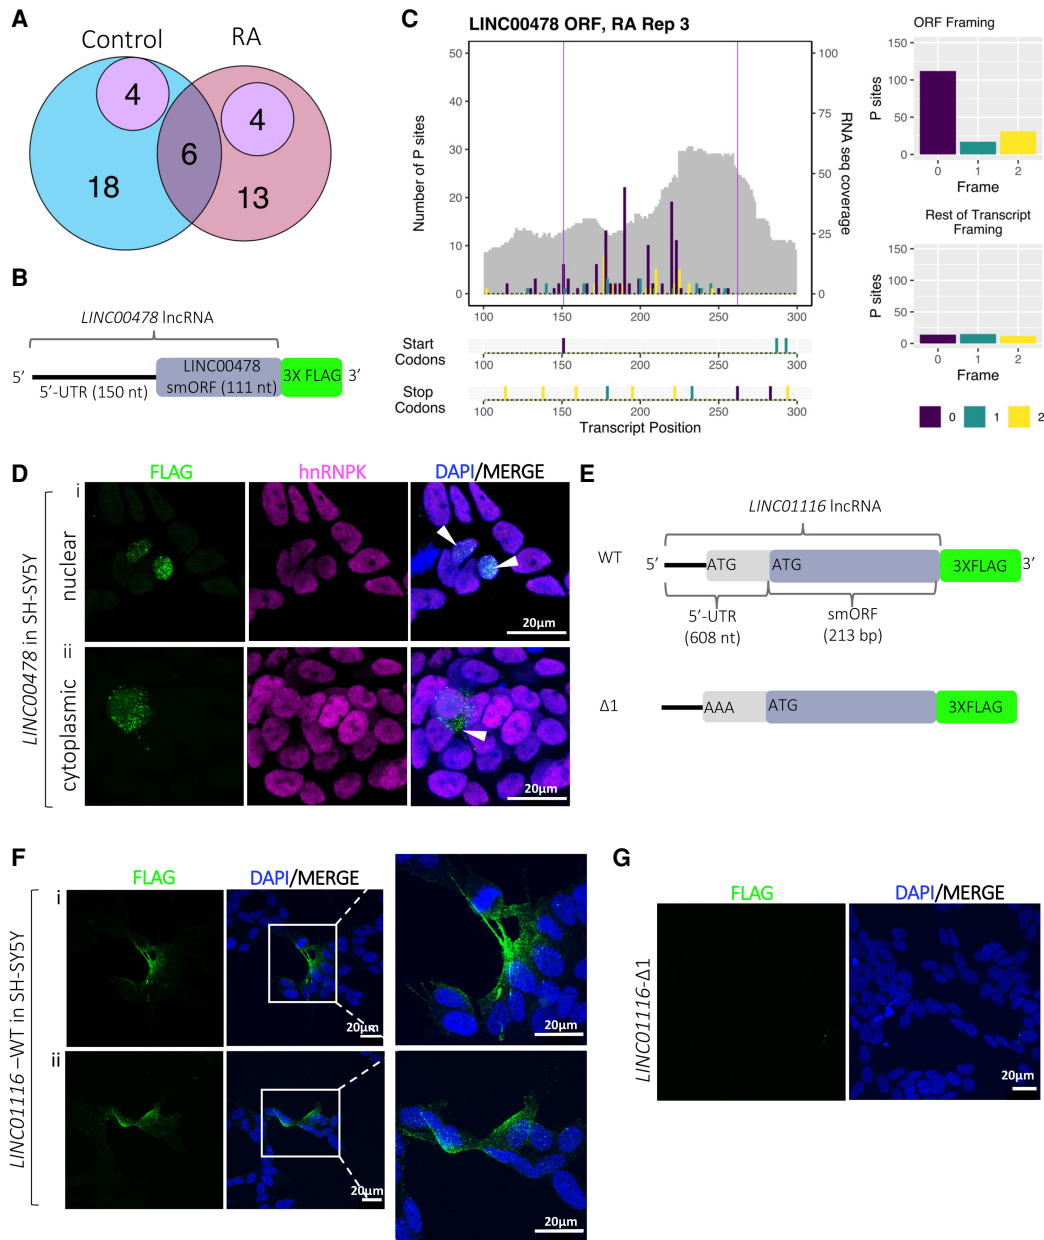 A
Control
RA
4
4
6
18
13
B
LINC00478 lncRNA
5’
LINC00478
smORF (111 nt)
3X FLAG
3’
5’-UTR (150 nt)
C
LINC00478 ORF, RA Rep 3
Number of P sites
50
40
30
20
10
0
100
75
50
25
0
RNA seq coverage
100
150
200
250
300
Start
Codons
Stop
Codons
100
150
200
250
300
Transcript Position
ORF Framing
P sites
150
100
50
0
0
1
2
Frame
Rest of Transcript
Framing
P sites
150
100
50
0
0
1
2
Frame
0
1
2
D
FLAG
hnRNPK
DAPI/MERGE
LINC00478 in SH-SY5Y
i
nuclear
20μm
ii
cytoplasmic
20μm
E
LINC01116 lncRNA
WT
5’
ATG
ATG
3XFLAG
3’
5’-UTR
(608 nt)
smORF
(213 bp)
Δ1
AAA
ATG
3XFLAG
F
FLAG
DAPI/MERGE
LINC01116 –WT in SH-SY5Y
i
20μm
20μm
ii
20μm
20μm
G
FLAG
DAPI/MERGE
LINC01116-Δ1
20μm